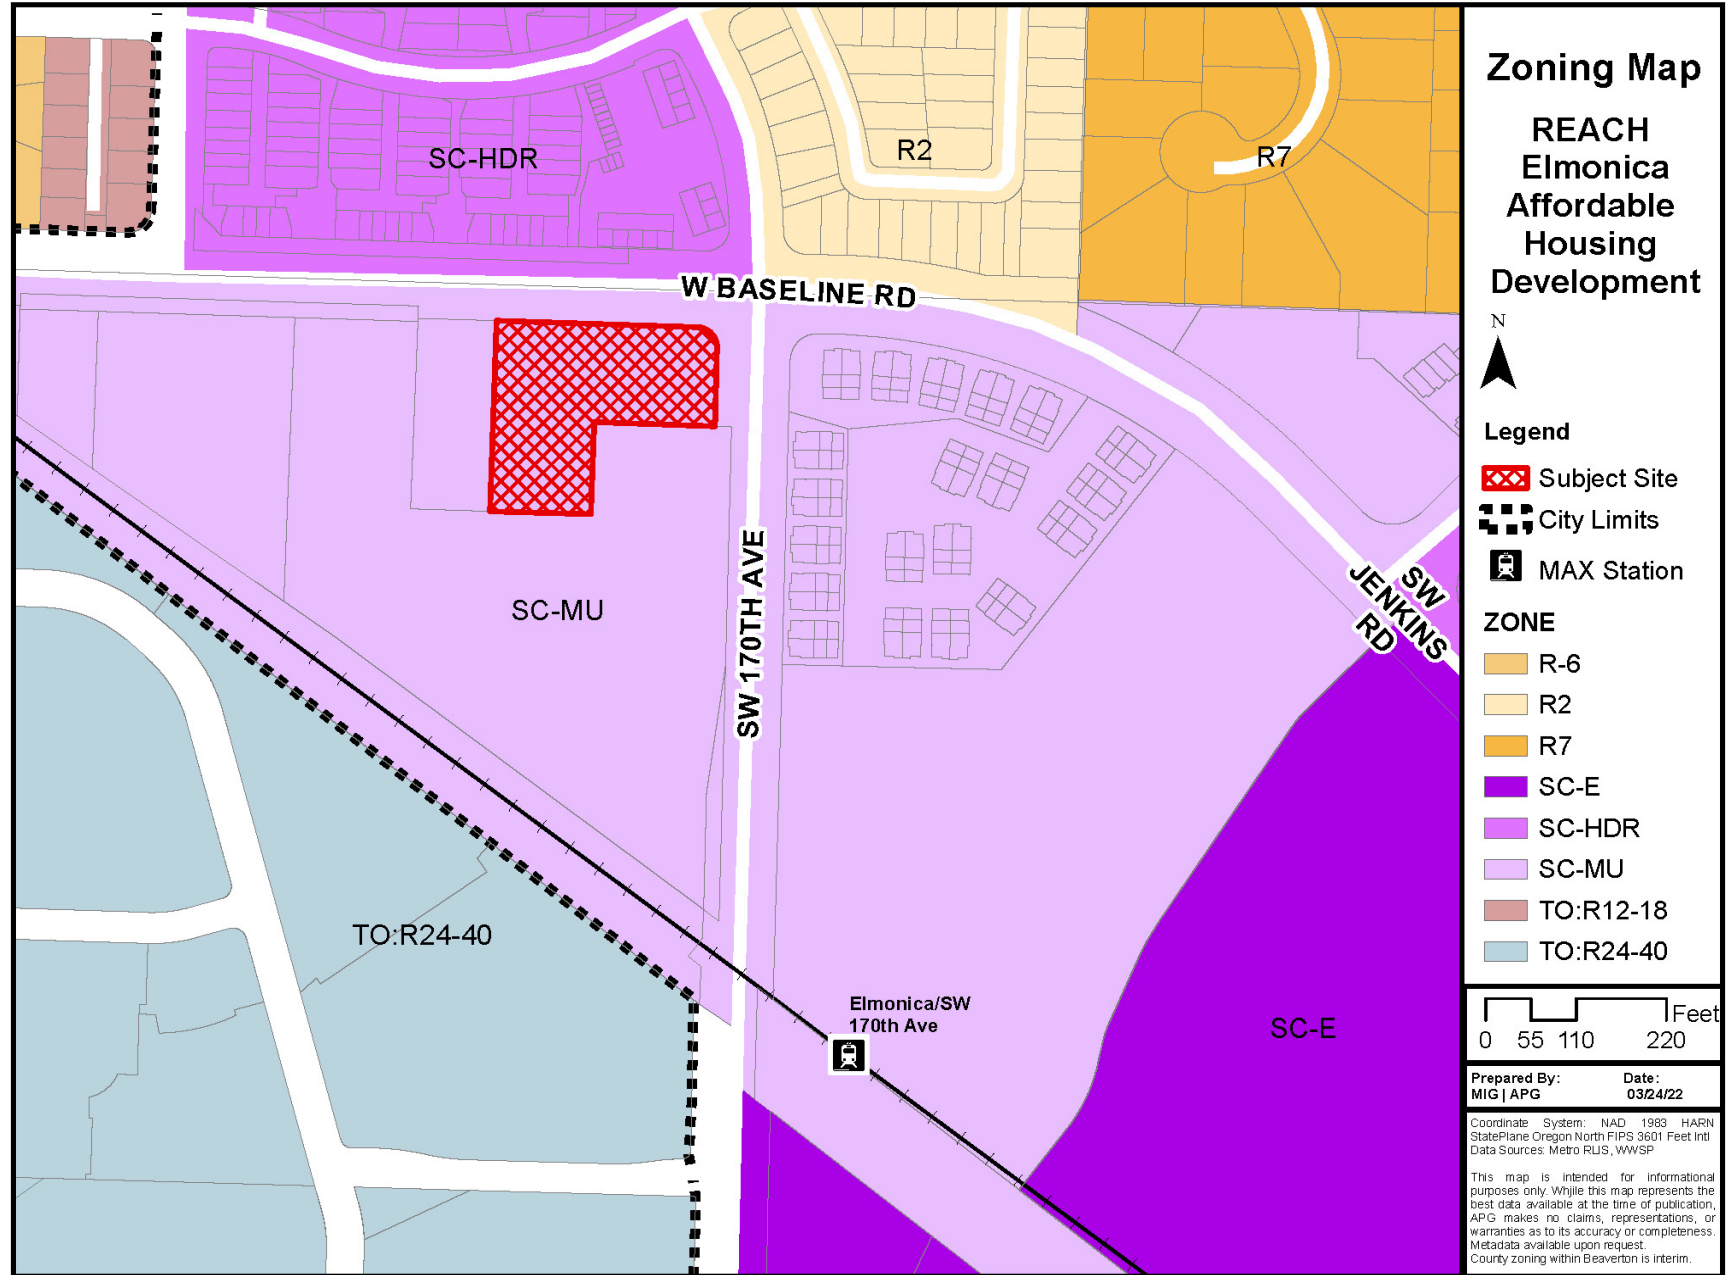 SC-HDR
R2
R7
W BASELINE RD
SW 170TH AVE
SW
JENKINS
RD
SC-MU
TO:R24-40
Elmonica/SW
170th Ave
SC-E
Zoning Map
REACH
Elmonica
Affordable
Housing
Development
N
Legend
Subject Site
City Limits
MAX Station
ZONE
R-6
R2
R7
SC-E
SC-HDR
SC-MU
TO:R12-18
TO:R24-40
Feet
0 55 110 220
Prepared By: Date:
MIG | APG 03/24/22
Coordinate System: NAD 1983 HARN
StatePlane Oregon North FIPS 3601 Feet Intl
Data Sources: Metro RLIS, WWSP
This map is intended for informational
purposes only. Whjile this map represents the
best data available at the time of publication,
APG makes no claims, representations, or
warranties as to its accuracy or completeness.
Metadata available upon request.
County zoning within Beaverton is interim.